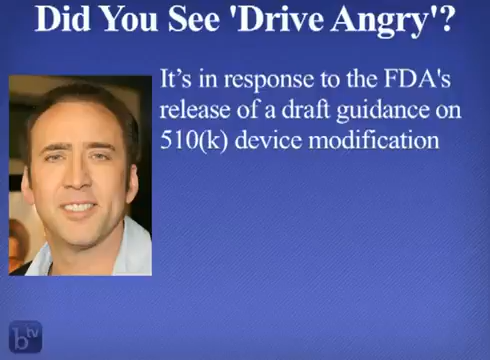 Did You See 'Drive Angry'?
It's in response to the FDA's
release of a draft guidance on
510(k) device modification
btv